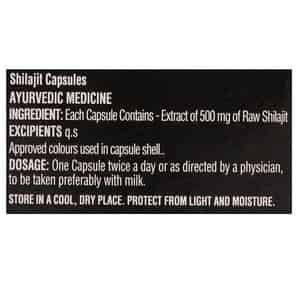 Shilajit Capsules
AYURVEDIC MEDICINE
INGREDIENT: Each Capsule Contains - Extract of 500 mg of Raw Shilajit
EXCIPIENTS q.s
Approved colours used in capsule shell..
DOSAGE: One Capsule twice a day or as directed by a physician,
to be taken preferably with milk.
STORE IN A COOL, DRY PLACE. PROTECT FROM LIGHT AND MOISTURE.